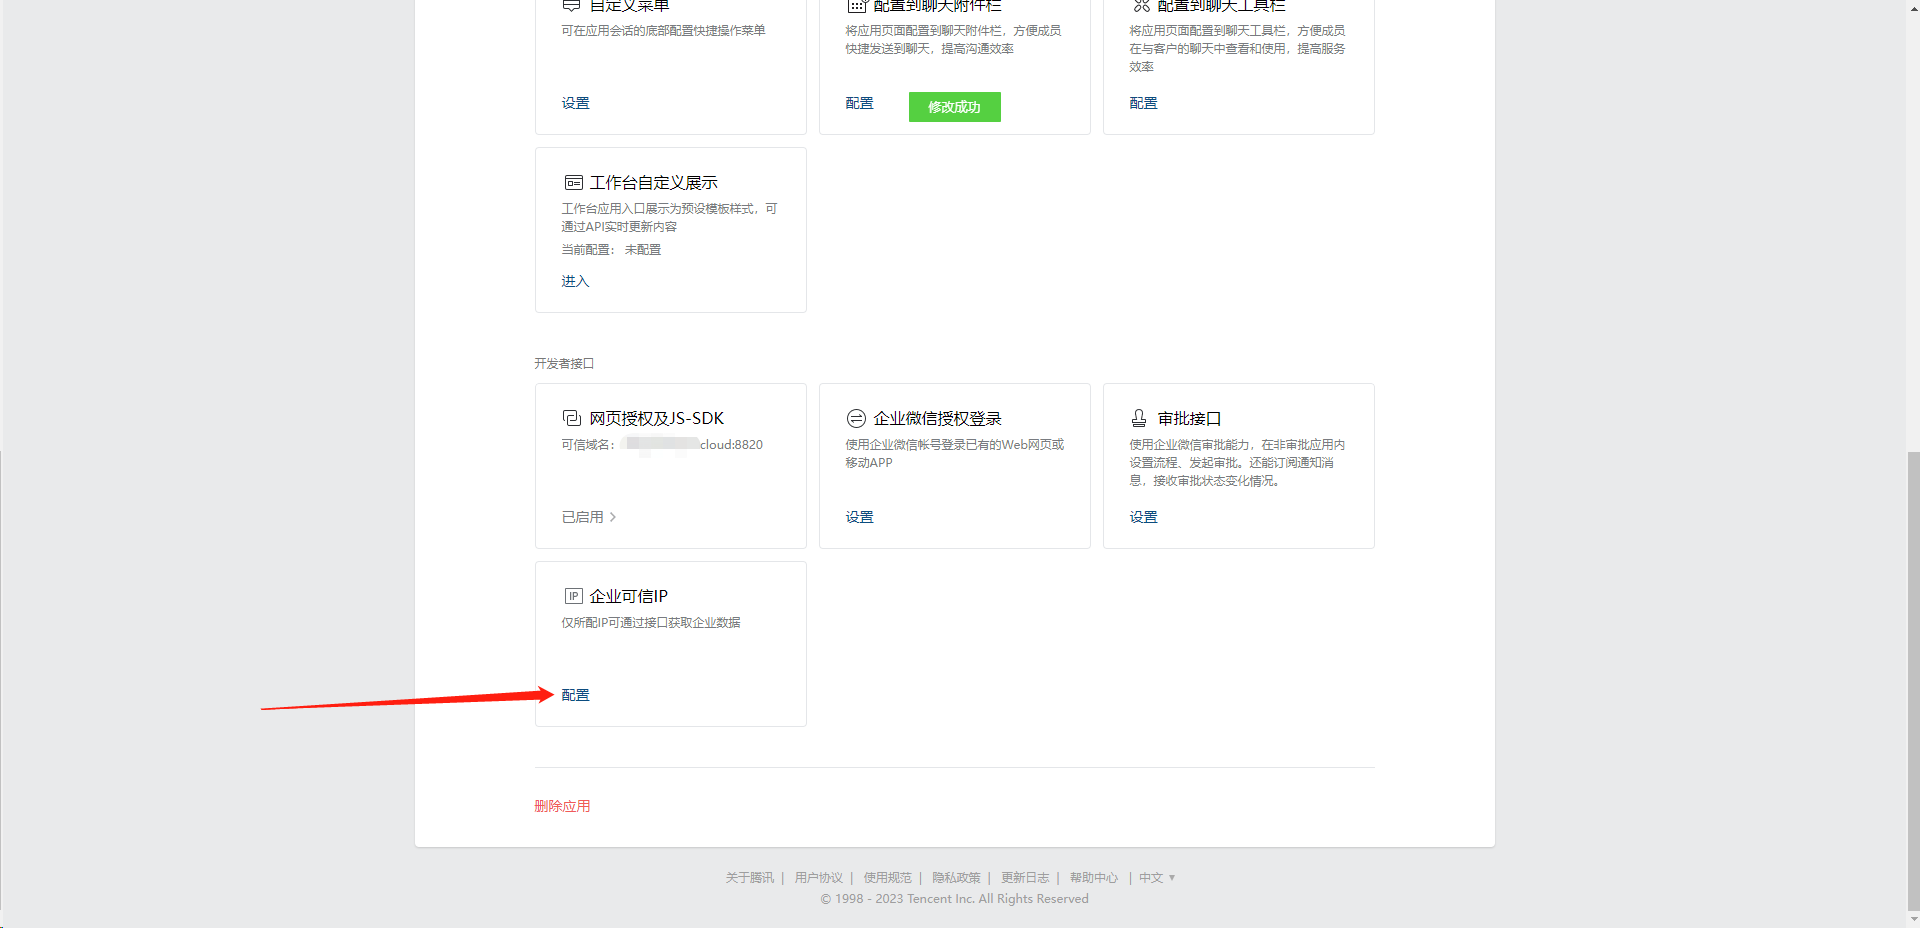 自定义菜单
可在应用会话的底部配置快捷操作菜单
设置
配置到聊天附件栏
将应用页面配置到聊天附件栏，方便成员
快捷发送到聊天，提高沟通效率
配置
修改成功
配置到聊天工具栏
将应用页面配置到聊天工具栏，方便成员
在与客户的聊天中查看和使用，提高服务
效率
配置
工作台自定义展示
工作台应用入口展示为预设模板样式，可
通过API实时更新内容
当前配置： 未配置
进入
开发者接口
网页授权及JS-SDK
可信域名： cloud:8820
已启用 >
企业微信授权登录
使用企业微信帐号登录已有的Web网页或
移动APP
设置
审批接口
使用企业微信审批能力，在非审批应用内
设置流程、发起审批。还能订阅通知消
息，接收审批状态变化情况。
设置
IP 企业可信IP
仅所配IP可通过接口获取企业数据
配置
删除应用
关于腾讯 | 用户协议 | 使用规范 | 隐私政策 | 更新日志 | 帮助中心 | 中文 ▼
© 1998 - 2023 Tencent Inc. All Rights Reserved